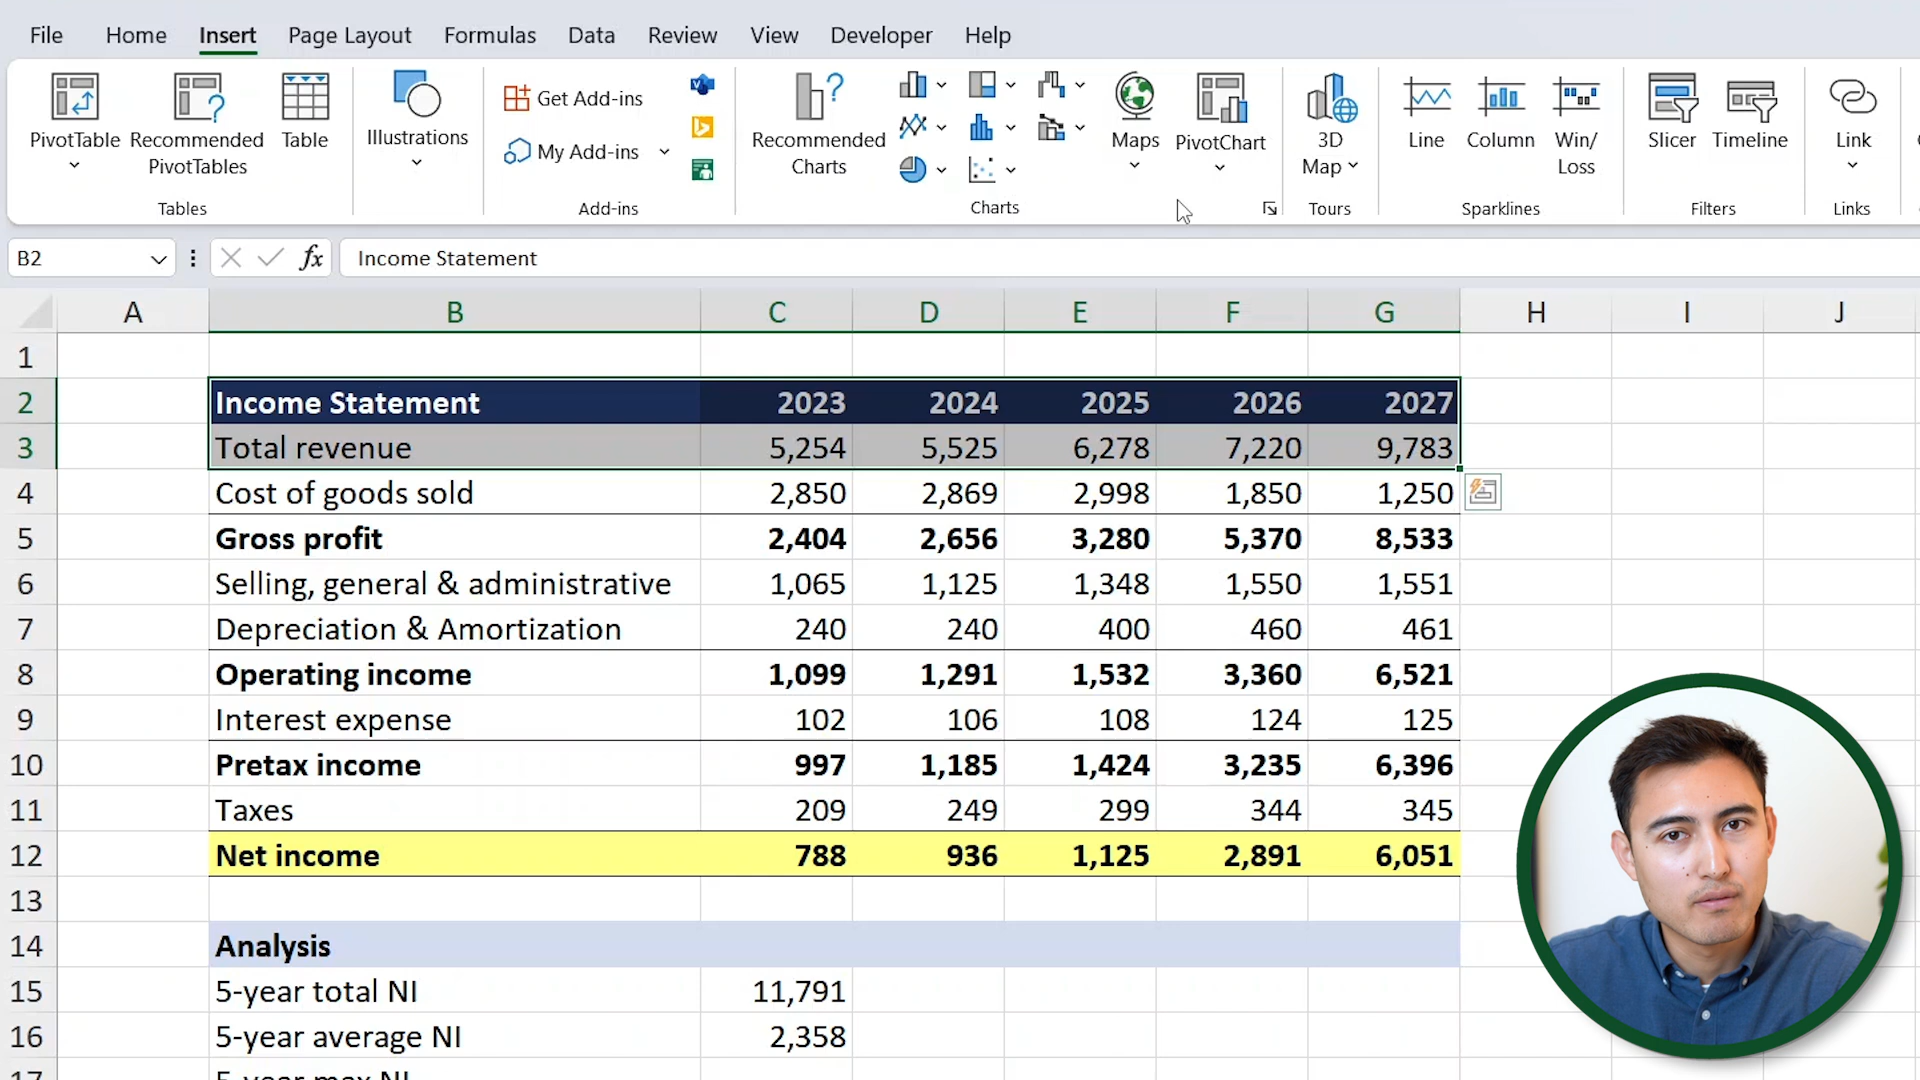 File Home Insert Page Layout Formulas Data Review View Developer Help
PivotTable
Recommended
PivotTables
Table
Tables
Illustrations
Get Add-ins
My Add-ins
Add-ins
Recommended
Charts
Maps
PivotChart
Charts
3D
Map
Tours
Line
Column
Win/
Loss
Sparklines
Slicer
Timeline
Filters
Link
Links
B2 fx Income Statement
A B C D E F G H I J
1
2 Income Statement 2023 2024 2025 2026 2027
3 Total revenue 5,254 5,525 6,278 7,220 9,783
4 Cost of goods sold 2,850 2,869 2,998 1,850 1,250
5 Gross profit 2,404 2,656 3,280 5,370 8,533
6 Selling, general & administrative 1,065 1,125 1,348 1,550 1,551
7 Depreciation & Amortization 240 240 400 460 461
8 Operating income 1,099 1,291 1,532 3,360 6,521
9 Interest expense 102 106 108 124 125
10 Pretax income 997 1,185 1,424 3,235 6,396
11 Taxes 209 249 299 344 345
12 Net income 788 936 1,125 2,891 6,051
13
14 Analysis
15 5-year total NI 11,791
16 5-year average NI 2,358
17 5-year max NI